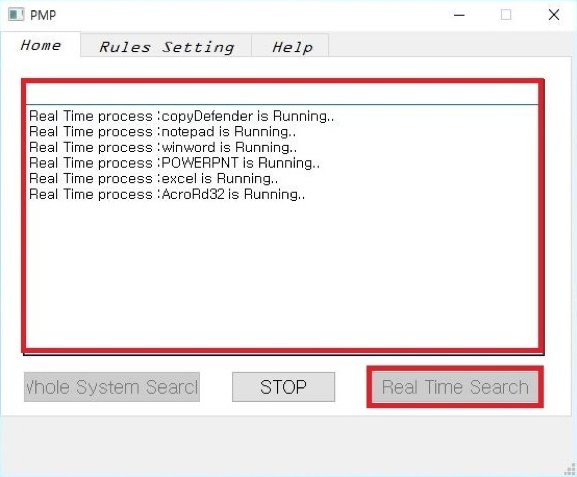 PMP
Home Rules Setting Help
Real Time process :copyDefender is Running..
Real Time process :notepad is Running..
Real Time process :winword is Running..
Real Time process :POWERPNT is Running..
Real Time process :excel is Running..
Real Time process :AcroRd32 is Running..
Whole System Search STOP Real Time Search